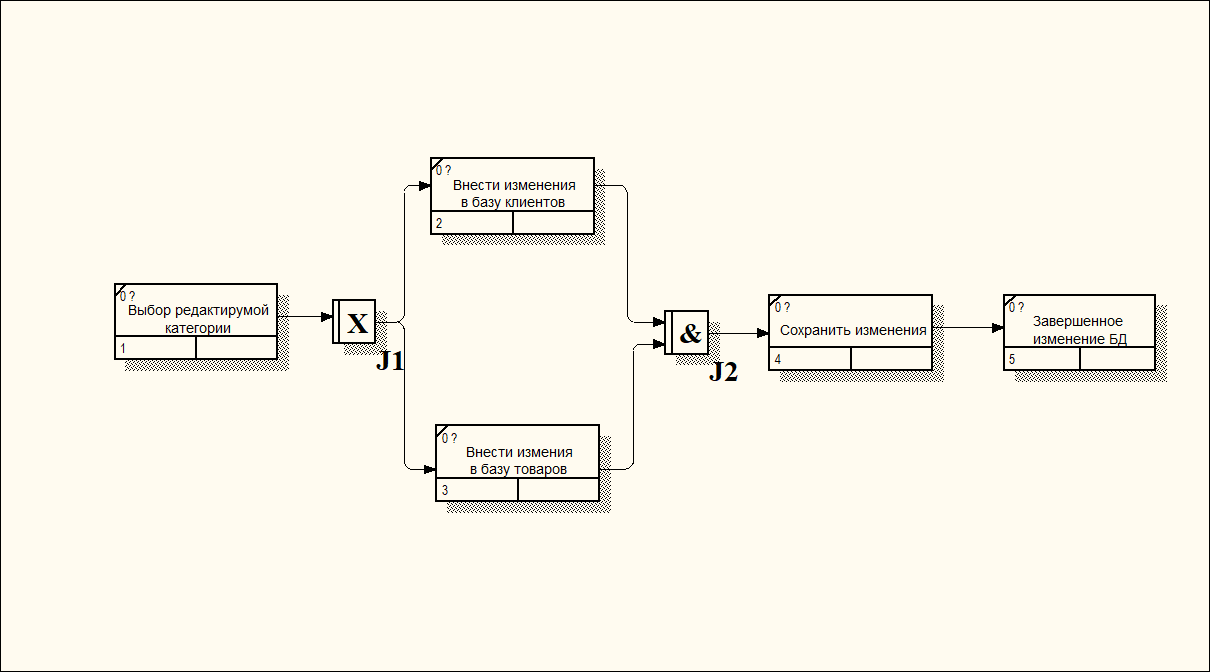 0 ?
Выбор редактирумой
категории
1
X
J1
0 ?
Внести изменения
в базу клиентов
2
0 ?
Внести измения
в базу товаров
3
&
J2
0 ?
Сохранить изменения
4
0 ?
Завершенное
изменение БД
5